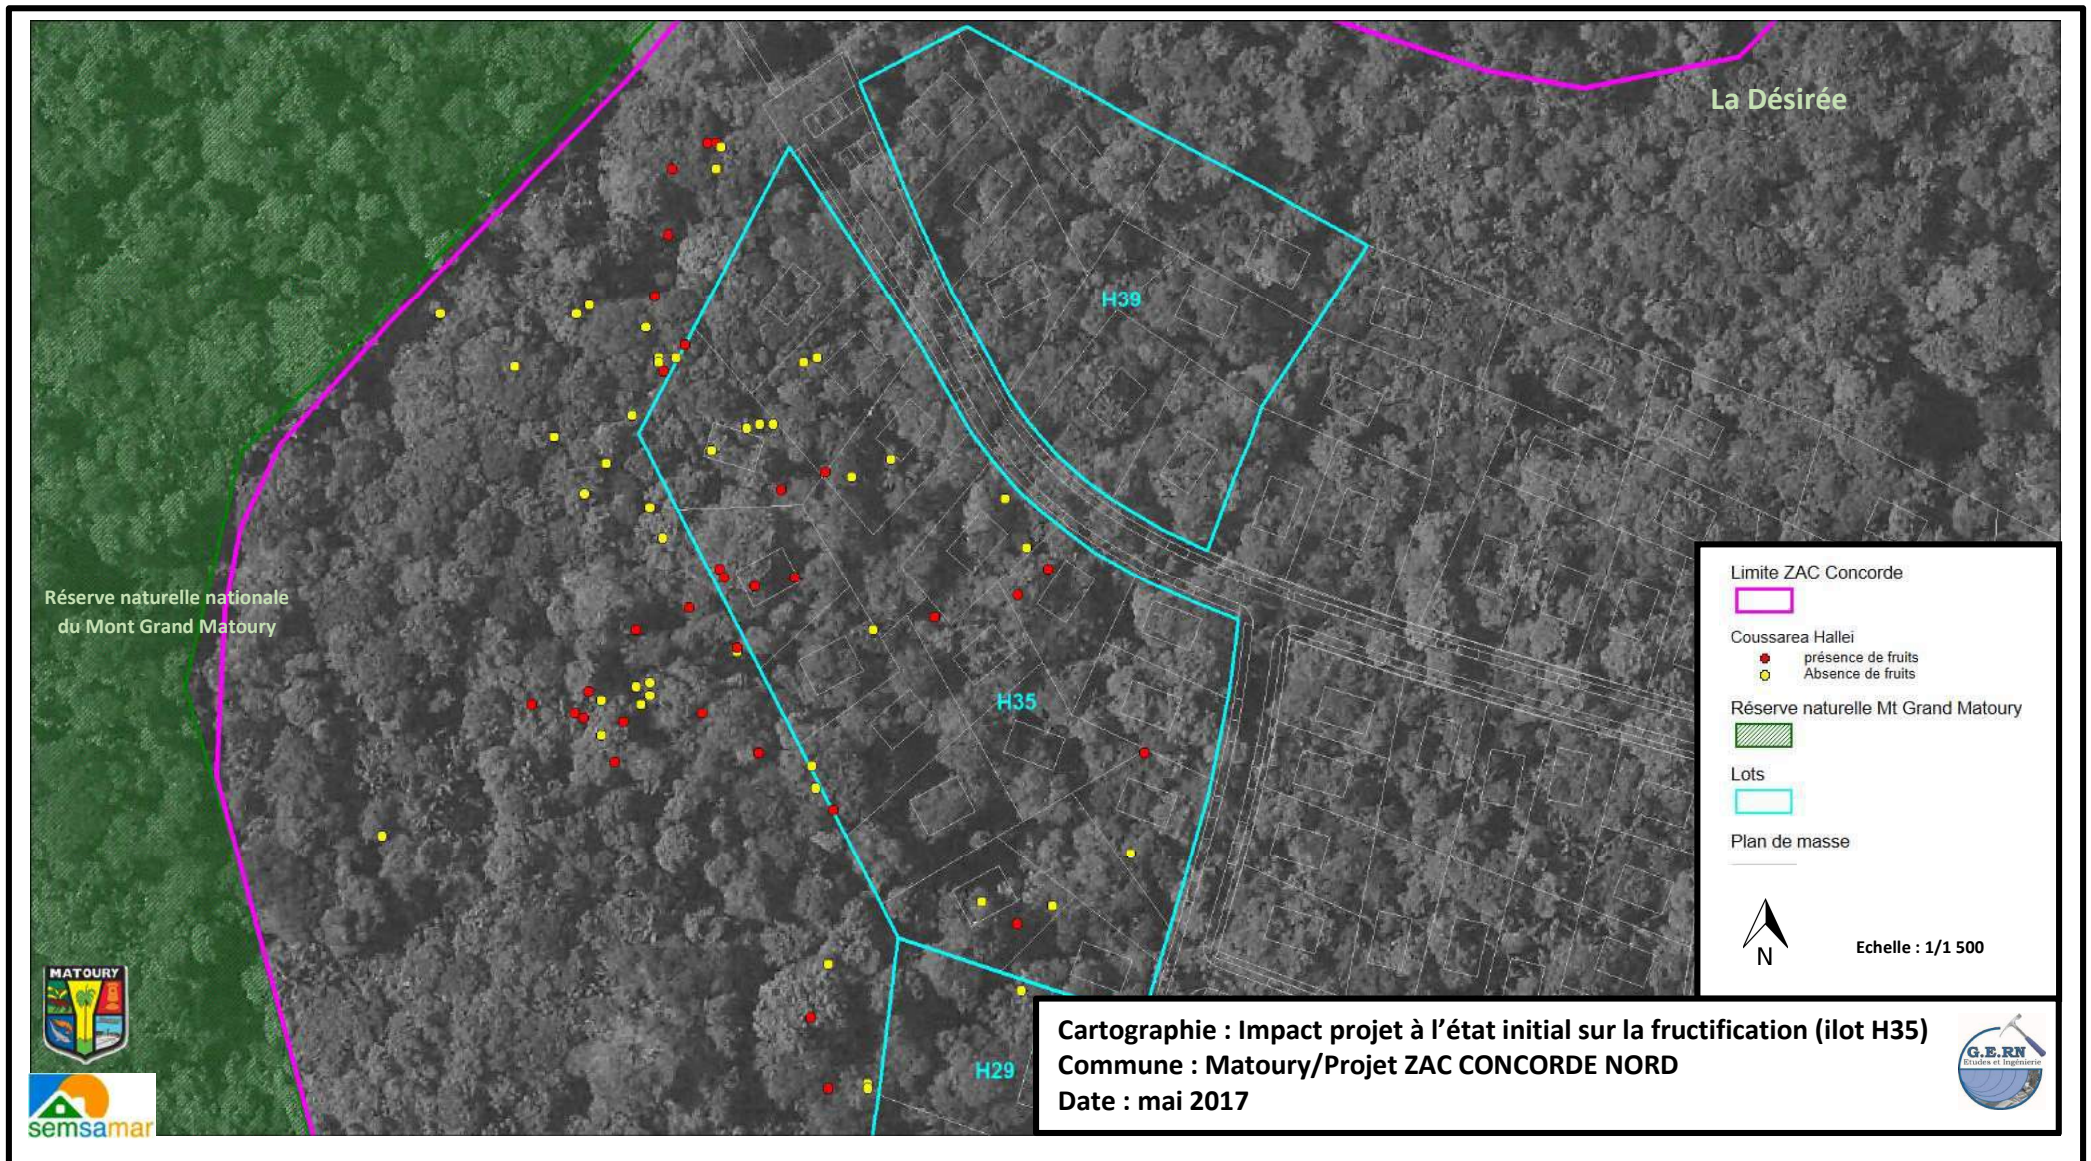 La Désirée
H39
Réserve naturelle nationale
du Mont Grand Matoury
H35
H29
Limite ZAC Concorde
Coussarea Hallei
présence de fruits
Absence de fruits
Réserve naturelle Mt Grand Matoury
Lots
Plan de masse
N
Echelle : 1/1 500
MATOURY
semsamar
Cartographie : Impact projet à l’état initial sur la fructification (ilot H35)
Commune : Matoury/Projet ZAC CONCORDE NORD
Date : mai 2017
G.E.RN
Etudes et Ingénierie